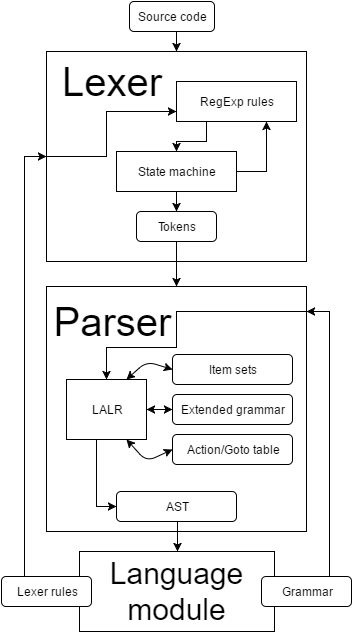 Source code
Lexer
RegExp rules
State machine
Tokens
Parser
Item sets
LALR
Extended grammar
Action/Goto table
AST
Language
module
Lexer rules
Grammar